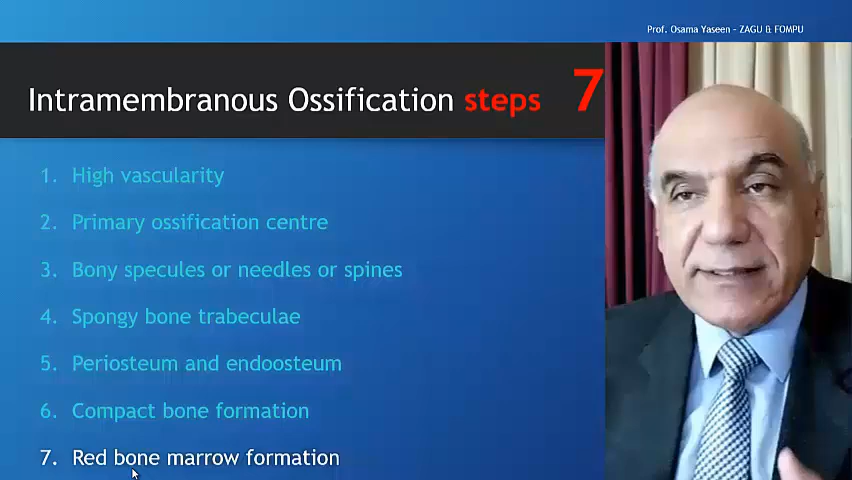 Prof. Osama Yaseen - ZAGU & FOMPU
Intramembranous Ossification steps 7
1. High vascularity
2. Primary ossification centre
3. Bony specules or needles or spines
4. Spongy bone trabeculae
5. Periosteum and endoosteum
6. Compact bone formation
7. Red bone marrow formation